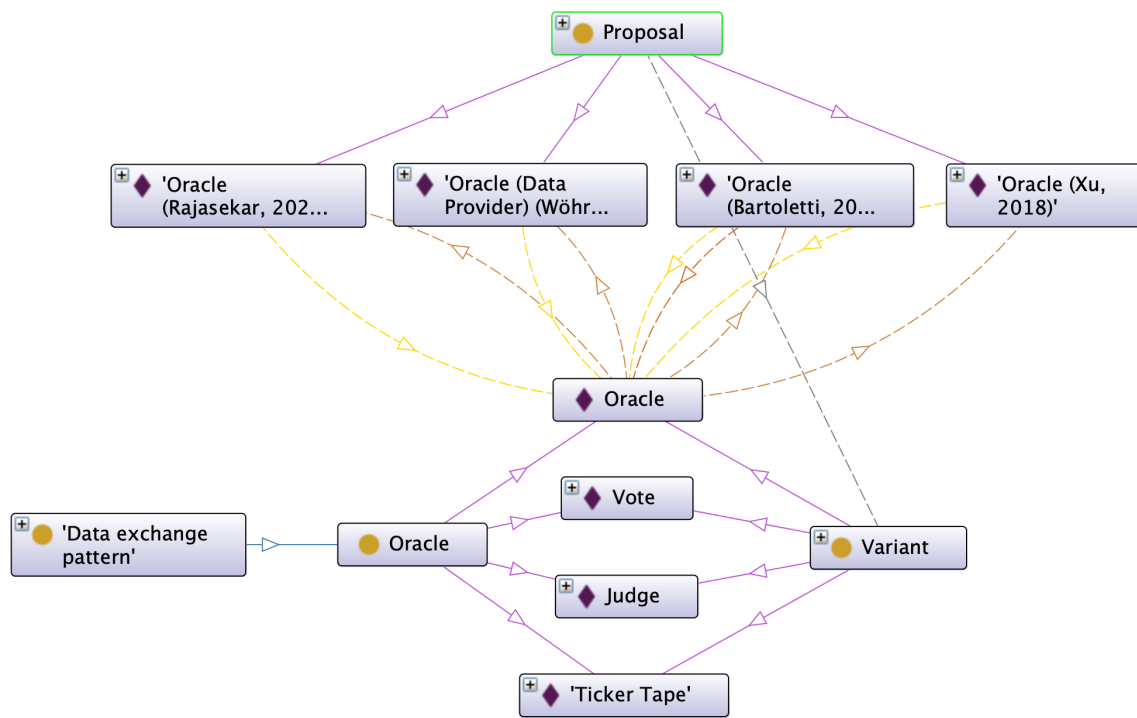 Proposal
'Oracle
(Rajasekar, 202...
'Oracle (Data
Provider) (Wöhr...
'Oracle
(Bartoletti, 20...
'Oracle (Xu,
2018)'
Oracle
Vote
'Data exchange
pattern'
Oracle
Variant
Judge
'Ticker Tape'